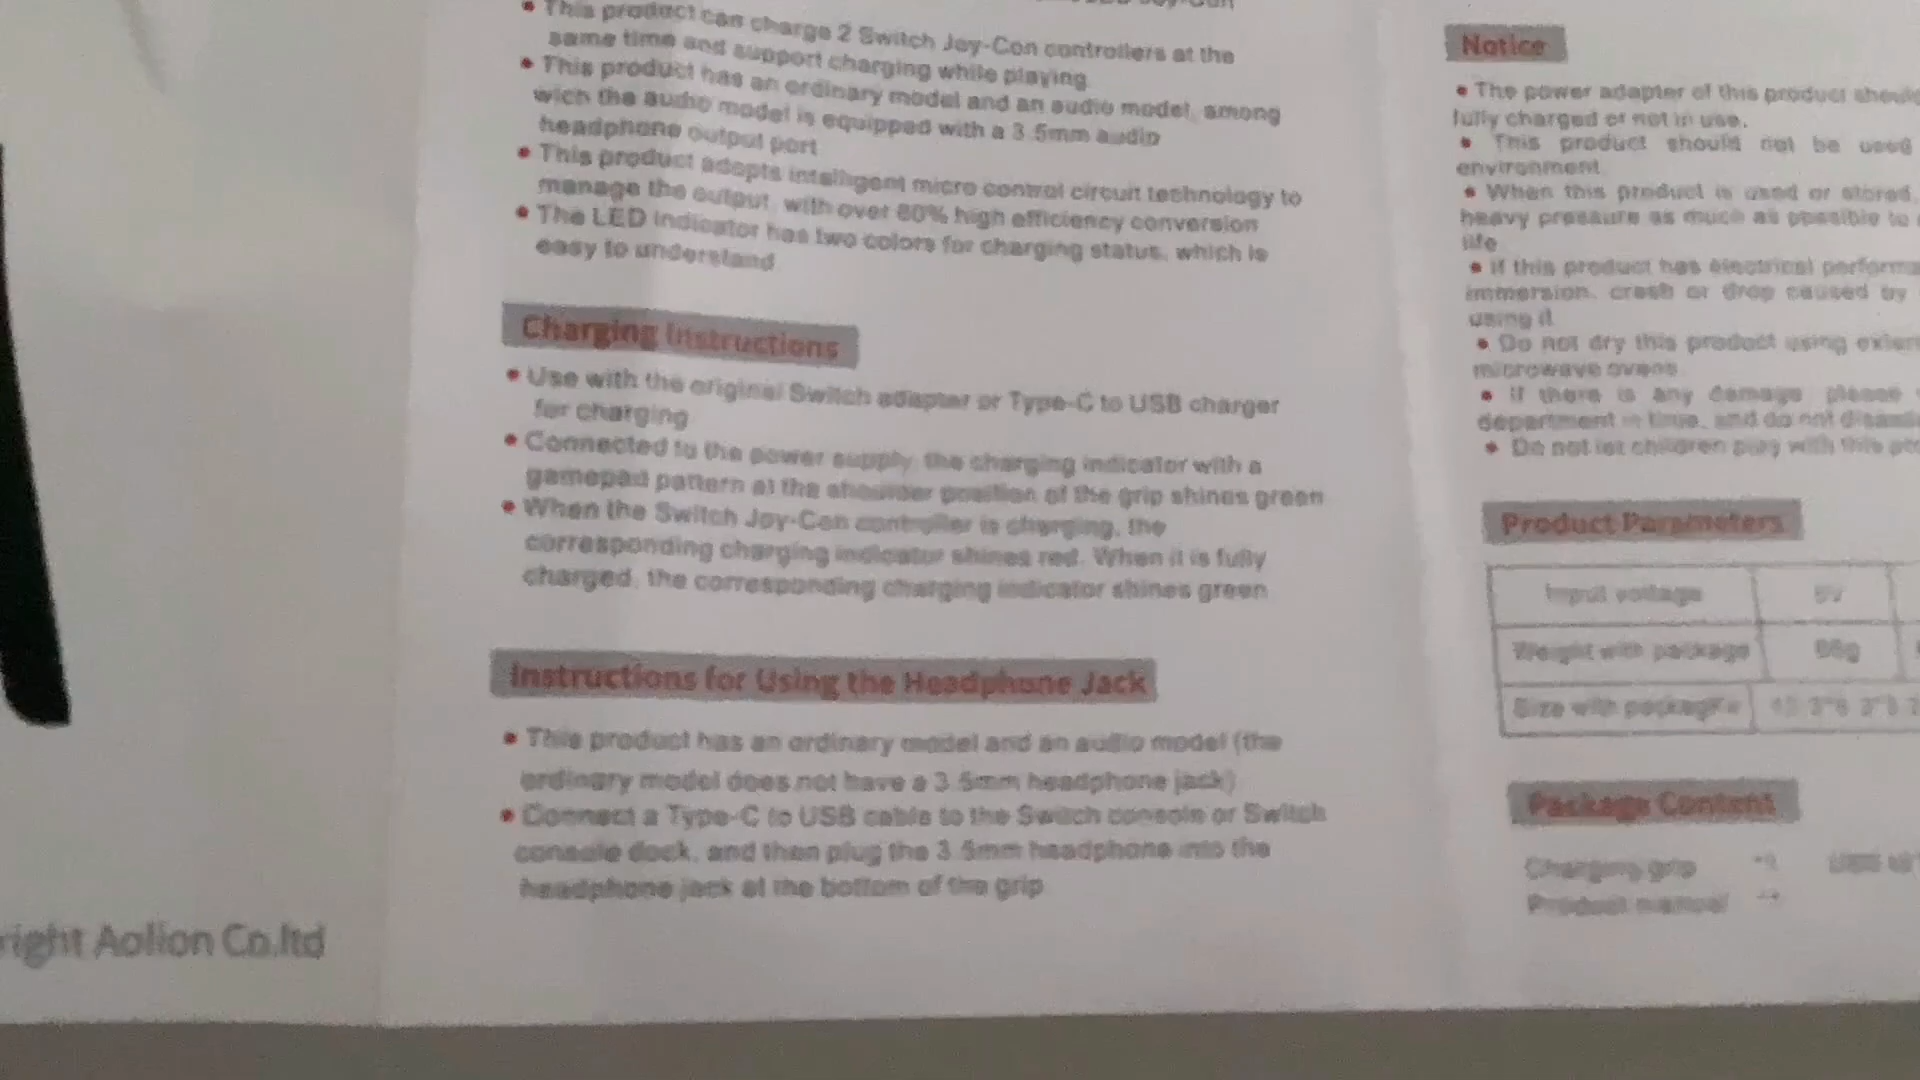 • This product can charge 2 Switch Joy-Con controllers at the
same time and support charging while playing
• This product has an ordinary model and an audio model, among
wich the audio model is equipped with a 3.5mm audio
headphone output port
• This product adopts intelligent micro control circuit technology to
manage the output, with over 80% high efficiency conversion
• The LED indicator has two colors for charging status, which is
easy to understand
Charging Instructions
• Use with the original Switch adapter or Type-C to USB charger
for charging
• Connected to the power supply, the charging indicator with a
gamepad pattern at the shoulder position of the grip shines green
• When the Switch Joy-Con controller is charging, the
corresponding charging indicator shines red. When it is fully
charged, the corresponding charging indicator shines green
Instructions for Using the Headphone Jack
• This product has an ordinary model and an audio model (the
ordinary model does not have a 3.5mm headphone jack)
• Connect a Type-C to USB cable to the Switch console or Switch
console dock, and then plug the 3.5mm headphone into the
headphone jack at the bottom of the grip
right Aolion Co.ltd
Notice
• The power adapter of this product should
fully charged or not in use.
• This product should not be used
environment
• When this product is used or stored,
heavy pressure as much as possible to
life
• If this product has electrical performa
immersion, crash or drop caused by
using it
• Do not dry this product using exter
microwave ovens
• If there is any damage please
department in time, and do not disas
• Do not let children play with this pro
Product Parameters
Input voltage 5V
Weight with package
Size with package
Package Content
Charging grip
Product manual